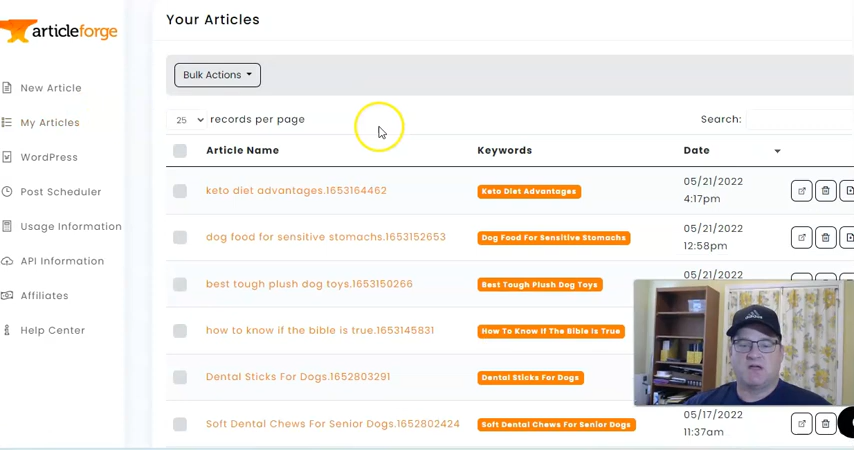 articleforge
Your Articles
Bulk Actions
New Article
My Articles
WordPress
Post Scheduler
Usage Information
API Information
Affiliates
Help Center
25 records per page
Search:
Article Name Keywords Date
keto diet advantages.1653164462 Keto Diet Advantages 05/21/2022
4:17pm
dog food for sensitive stomachs.1653152653 Dog Food For Sensitive Stomachs 05/21/2022
12:58pm
best tough plush dog toys.1653150266 Best Tough Plush Dog Toys 05/21/2022
how to know if the bible is true.1653145831 How To Know If The Bible Is True
Dental Sticks For Dogs.1652803291 Dental Sticks For Dogs
Soft Dental Chews For Senior Dogs.1652802424 Soft Dental Chews For Senior Dogs 05/17/2022
11:37am